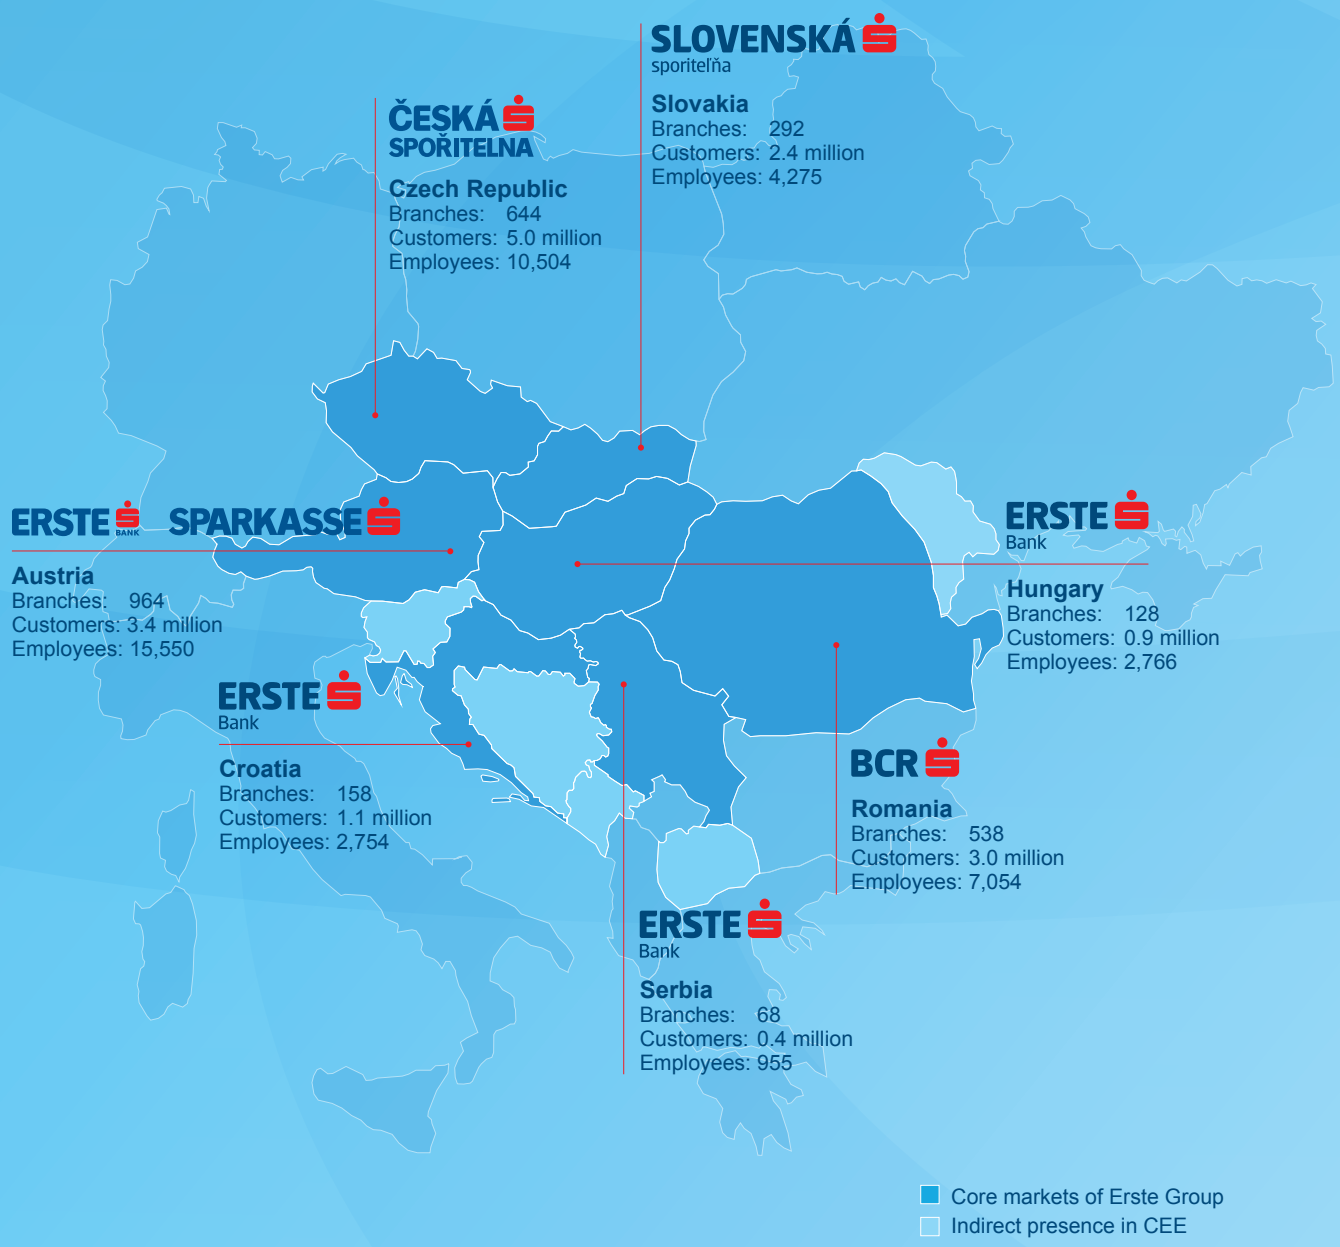 SLOVENSKÁ
sporiteľňa
Slovakia
Branches: 292
Customers: 2.4 million
Employees: 4,275
ČESKÁ
SPOŘITELNA
Czech Republic
Branches: 644
Customers: 5.0 million
Employees: 10,504
ERSTE
BANK
SPARKASSE
Austria
Branches: 964
Customers: 3.4 million
Employees: 15,550
ERSTE
Bank
Hungary
Branches: 128
Customers: 0.9 million
Employees: 2,766
ERSTE
Bank
Croatia
Branches: 158
Customers: 1.1 million
Employees: 2,754
BCR
Romania
Branches: 538
Customers: 3.0 million
Employees: 7,054
ERSTE
Bank
Serbia
Branches: 68
Customers: 0.4 million
Employees: 955
Core markets of Erste Group
Indirect presence in CEE